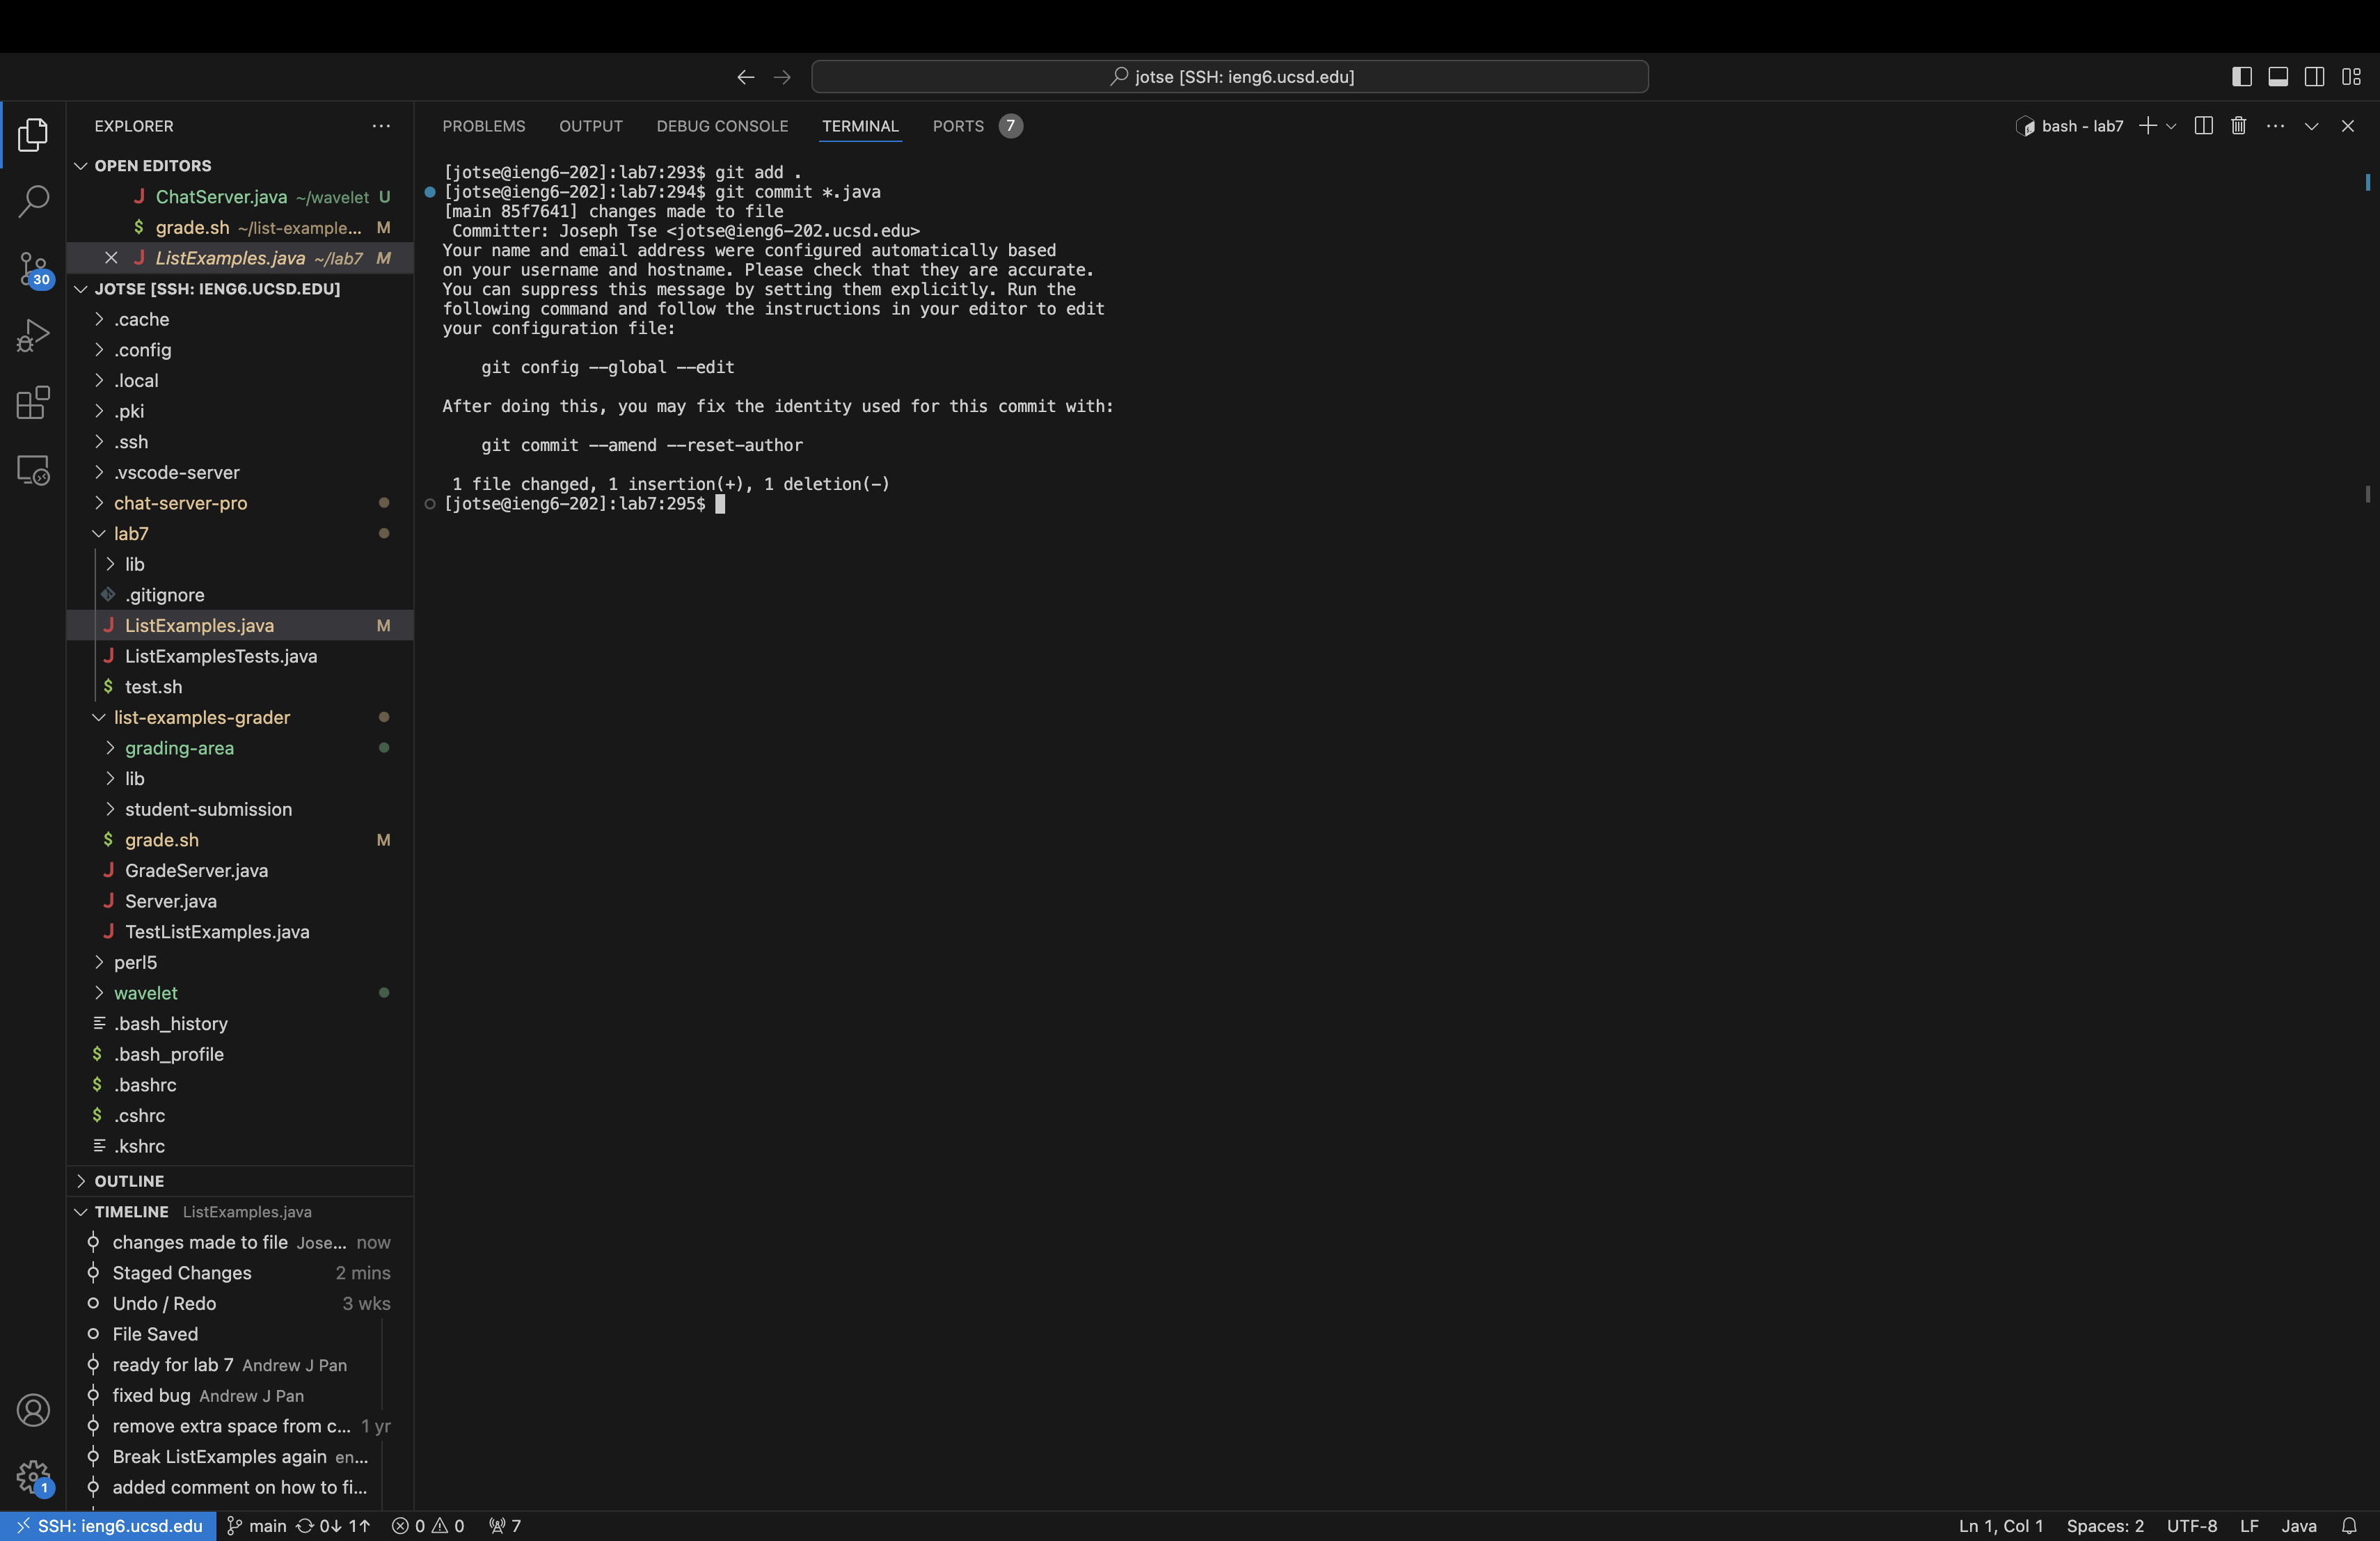 jotse [SSH: ieng6.ucsd.edu]
EXPLORER
OPEN EDITORS
ChatServer.java ~/wavelet U
$ grade.sh ~/list-example... M
ListExamples.java ~/lab7 M
JOTSE [SSH: IENG6.UCSD.EDU]
.cache
.config
.local
.pki
.ssh
.vscode-server
chat-server-pro
lab7
lib
.gitignore
J ListExamples.java M
J ListExamplesTests.java
$ test.sh
list-examples-grader
grading-area
lib
student-submission
$ grade.sh M
J GradeServer.java
J Server.java
J TestListExamples.java
perl5
wavelet
.bash_history
$ .bash_profile
$ .bashrc
$ .cshrc
.kshrc
OUTLINE
TIMELINE ListExamples.java
changes made to file Jose... now
Staged Changes 2 mins
Undo / Redo 3 wks
File Saved
ready for lab 7 Andrew J Pan
fixed bug Andrew J Pan
remove extra space from c... 1 yr
Break ListExamples again en...
added comment on how to fi...
30
1
PROBLEMS OUTPUT DEBUG CONSOLE TERMINAL PORTS 7
bash - lab7
[jotse@ieng6-202]:lab7:293$ git add .
[jotse@ieng6-202]:lab7:294$ git commit *.java
[main 85f7641] changes made to file
Committer: Joseph Tse <jotse@ieng6-202.ucsd.edu>
Your name and email address were configured automatically based
on your username and hostname. Please check that they are accurate.
You can suppress this message by setting them explicitly. Run the
following command and follow the instructions in your editor to edit
your configuration file:
git config --global --edit
After doing this, you may fix the identity used for this commit with:
git commit --amend --reset-author
1 file changed, 1 insertion(+), 1 deletion(-)
[jotse@ieng6-202]:lab7:295$
SSH: ieng6.ucsd.edu main 0↓ 1↑ 0 0 7
Ln 1, Col 1 Spaces: 2 UTF-8 LF Java